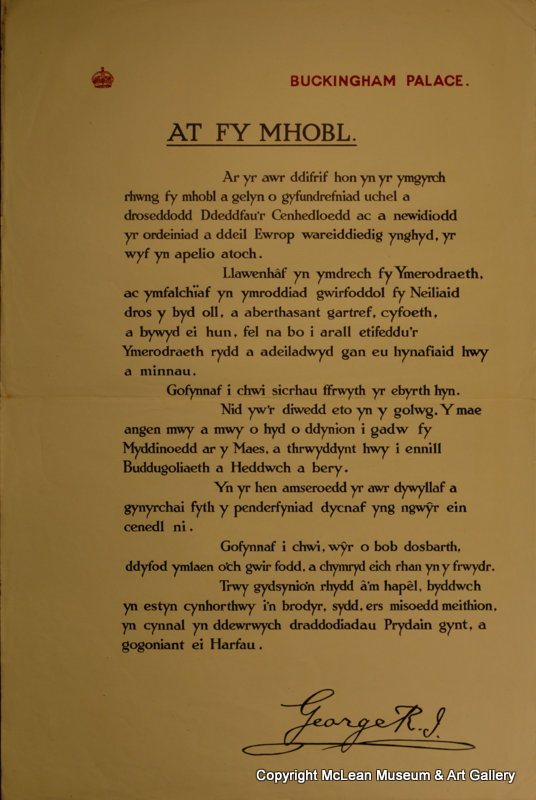 BUCKINGHAM PALACE.
AT FY MHOBL.
Ar yr awr ddifrif hon yn yr ymgyrch
rhwng fy mhobl a gelyn o gyfundrefniad uchel a
droseddodd Ddeddfau'r Cenhedloedd ac a newidiodd
yr ordeiniad a ddeil Ewrop wareiddiedig ynghyd, yr
wyf yn apelio atoch.
Llawenhâf yn ymdrech fy Ymerodraeth,
ac ymfalchïaf yn ymroddiad gwirfoddol fy Neiliaid
dros y byd oll, a aberthasant gartref, cyfoeth,
a bywyd ei hun, fel na bo i arall etifeddu'r
Ymerodraeth rydd a adeiladwyd gan eu hynafiaid hwy
a minnau.
Gofynnaf i chwi sicrhau ffrwyth yr ebyrth hyn.
Nid yw'r diwedd eto yn y golwg. Y mae
angen mwy a mwy o hyd o ddynion i gadw fy
Myddinoedd ar y Maes, a thrwyddynt hwy i ennill
Buddugoliaeth a Heddwch a bery.
Yn yr hen amseroedd yr awr dywyllaf a
gynyrchai fyth y penderfyniad dycnaf yng ngwŷr ein
cenedl ni.
Gofynnaf i chwi, wŷr o bob dosbarth,
ddyfod ymlaen o'ch gwir fodd, a chymryd eich rhan yn y frwydr.
Trwy gydsynio'n rhydd â'm hapêl, byddwch
yn estyn cynhorthwy i'n brodyr, sydd, ers misoedd meithion,
yn cynnal yn ddewrwych draddodiadau Prydain gynt, a
gogoniant ei Harfau.
George R.I.
Copyright McLean Museum & Art Gallery